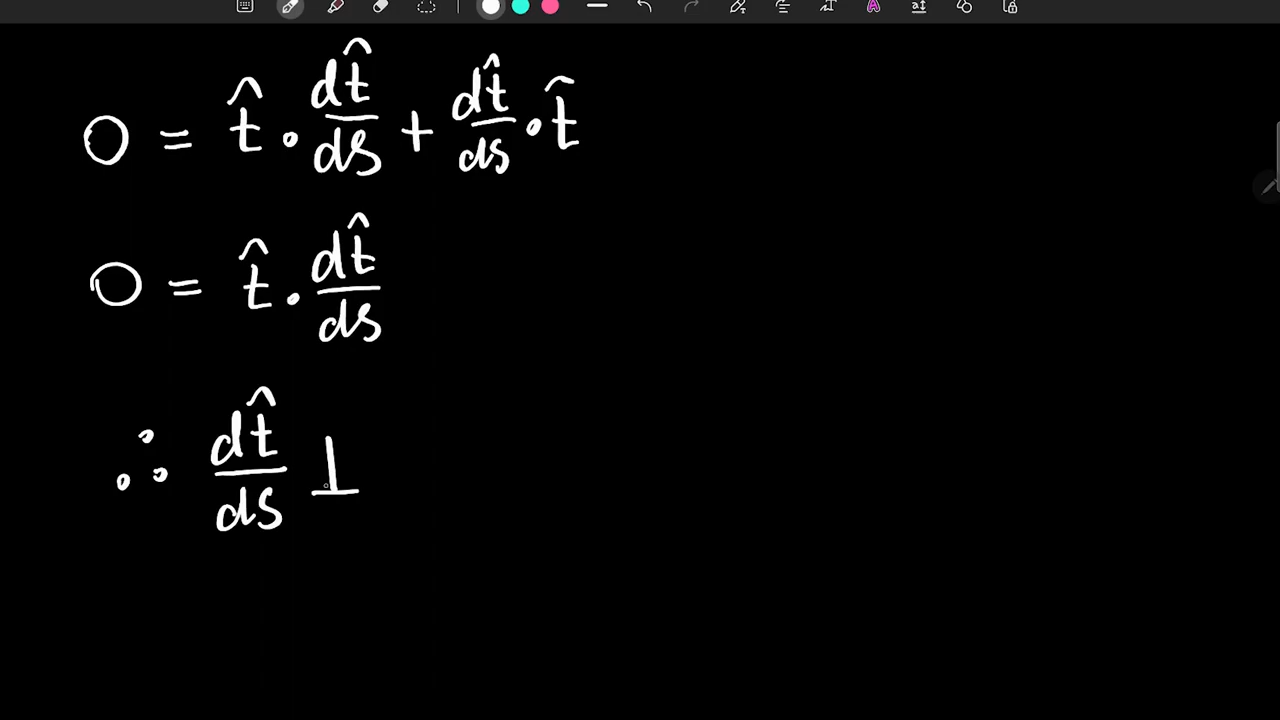 0 = t̂ · dt̂/ds + dt̂/ds · t̂
0 = t̂ · dt̂/ds
∴ dt̂/ds ⊥